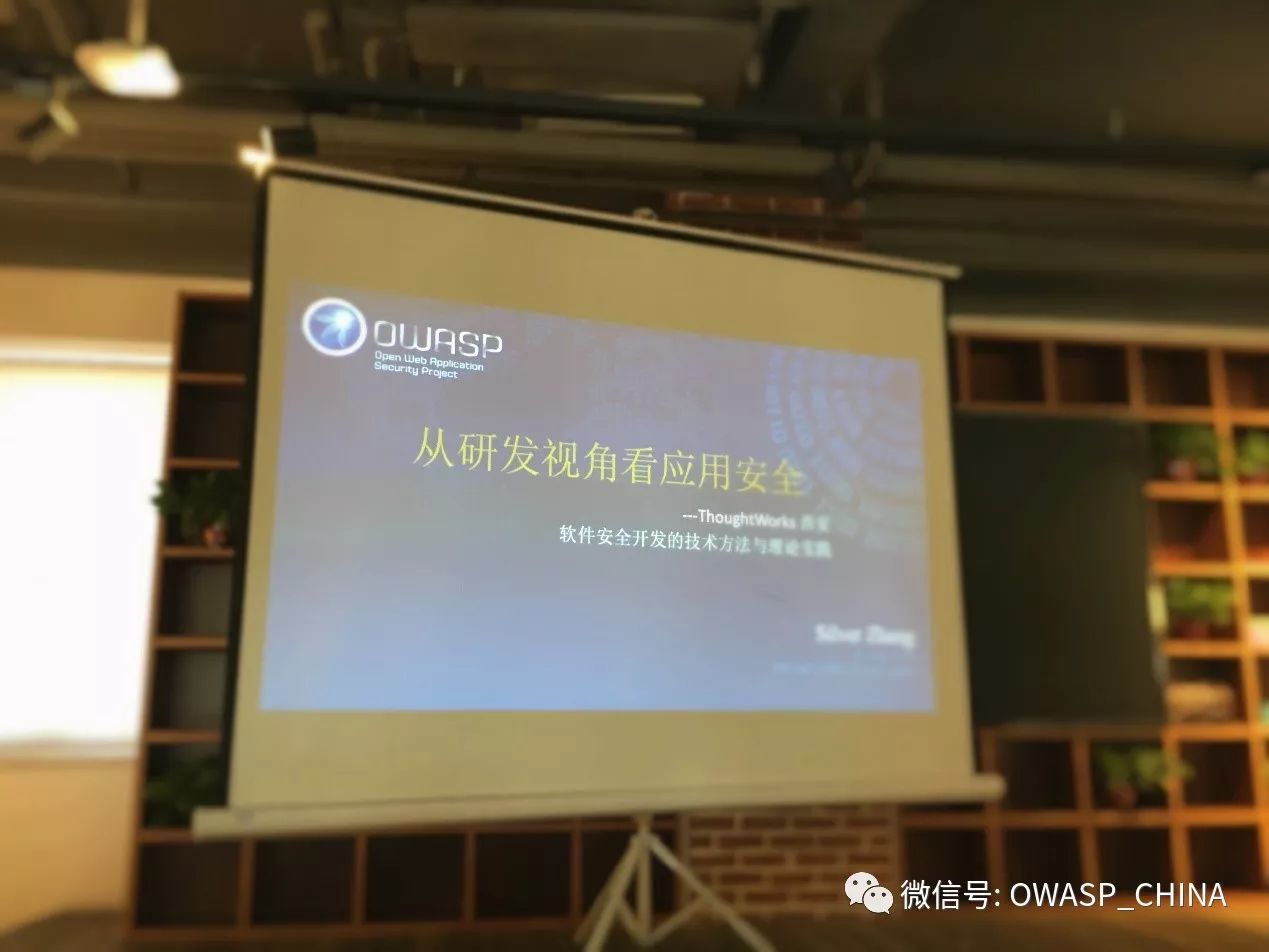 OWASP
Open Web Application
Security Project
从研发视角看应用安全
---ThoughtWorks 西安
软件安全开发的技术方法与理论实践
Silver Zhang
微信号: OWASP_CHINA